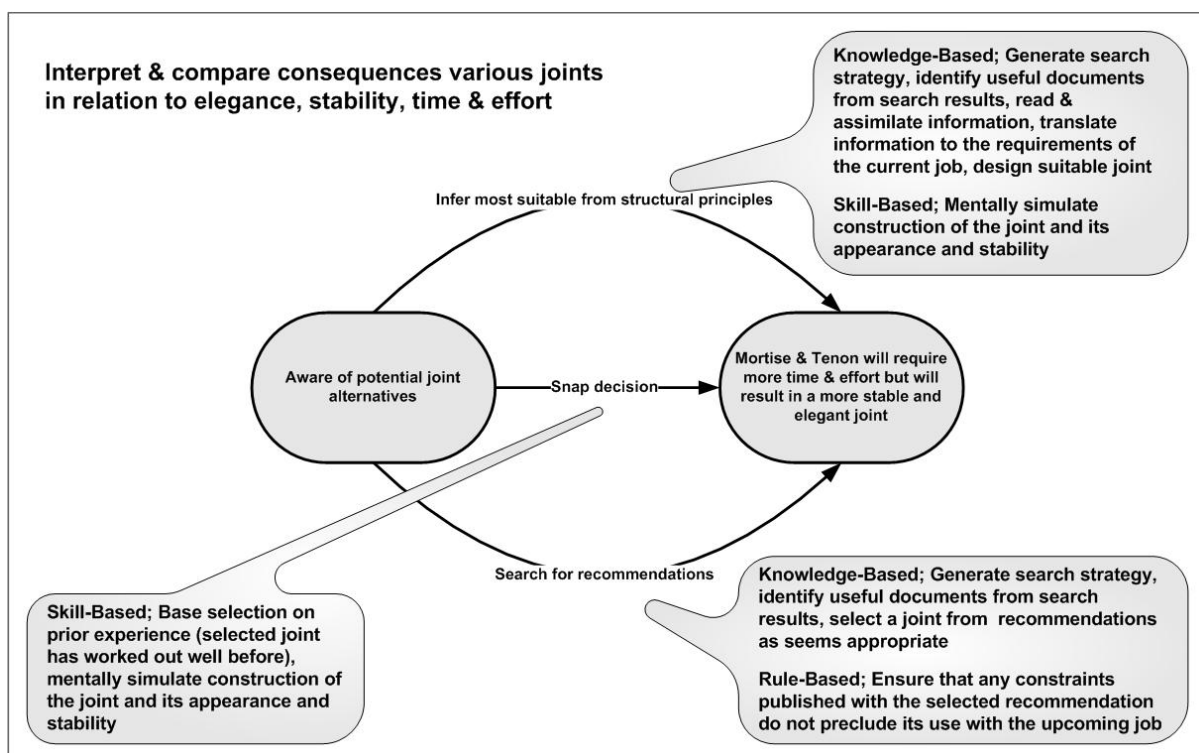 Interpret & compare consequences various joints
in relation to elegance, stability, time & effort
Knowledge-Based; Generate search
strategy, identify useful documents
from search results, read &
assimilate information, translate
information to the requirements of
the current job, design suitable joint
Skill-Based; Mentally simulate
construction of the joint and its
appearance and stability
Infer most suitable from structural principles
Aware of potential joint
alternatives
Snap decision
Mortise & Tenon will require
more time & effort but will
result in a more stable and
elegant joint
Search for recommendations
Skill-Based; Base selection on
prior experience (selected joint
has worked out well before),
mentally simulate construction of
the joint and its appearance and
stability
Knowledge-Based; Generate search strategy,
identify useful documents from search
results, select a joint from recommendations
as seems appropriate
Rule-Based; Ensure that any constraints
published with the selected recommendation
do not preclude its use with the upcoming job